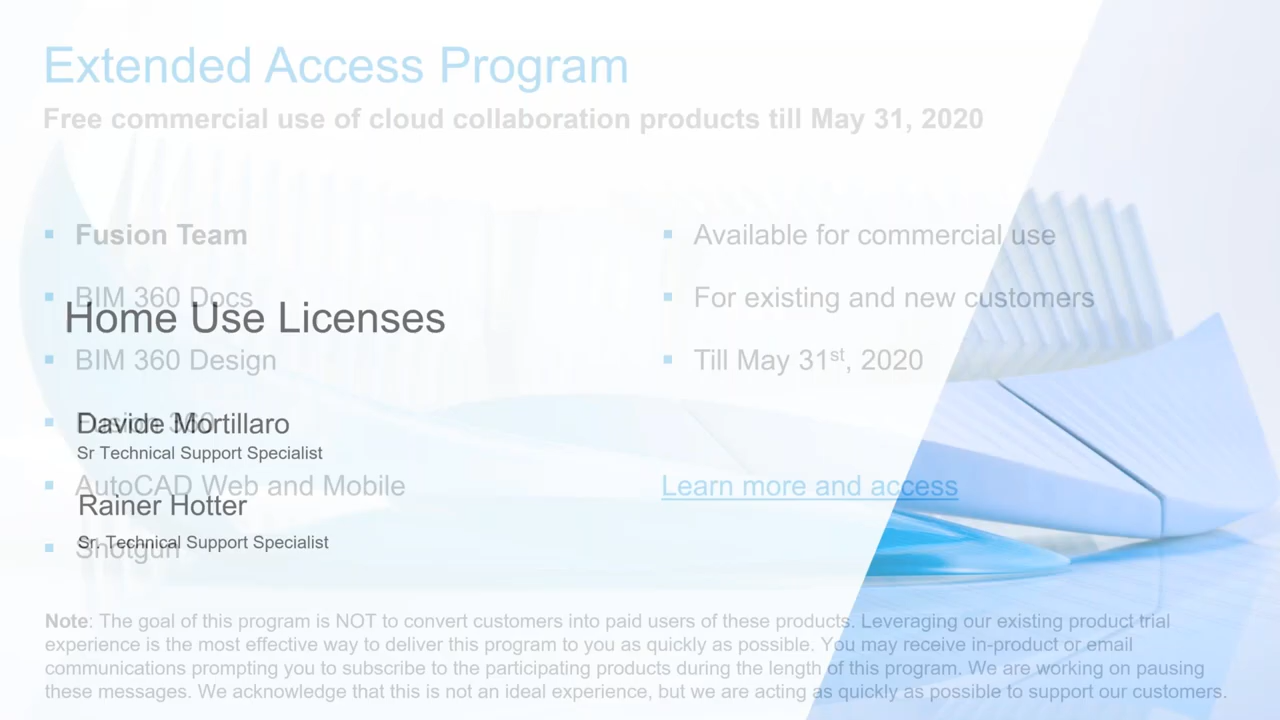 Extended Access Program
Free commercial use of cloud collaboration products till May 31, 2020
Fusion Team
BIM 360 Docs
Home Use Licenses
BIM 360 Design
Fusion 360
Davide Mortillaro
Sr Technical Support Specialist
AutoCAD Web and Mobile
Rainer Hotter
Sr. Technical Support Specialist
Shotgun
Available for commercial use
For existing and new customers
Till May 31st, 2020
Learn more and access
Note: The goal of this program is NOT to convert customers into paid users of these products. Leveraging our existing product trial
experience is the most effective way to deliver this program to you as quickly as possible. You may receive in-product or email
communications prompting you to subscribe to the participating products during the length of this program. We are working on pausing
these messages. We acknowledge that this is not an ideal experience, but we are acting as quickly as possible to support our customers.